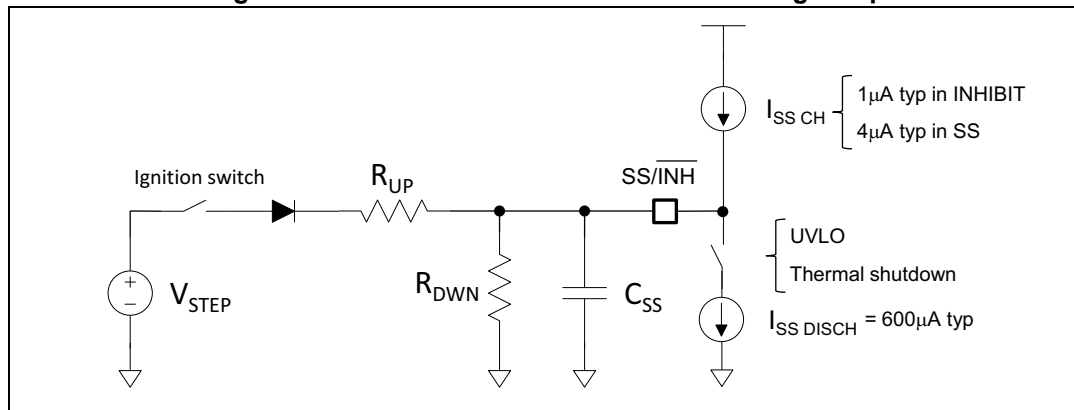 I_SS CH
1μA typ in INHIBIT
4μA typ in SS
Ignition switch
R_UP
SS/INH
UVLO
Thermal shutdown
V_STEP
R_DWN
C_SS
I_SS DISCH = 600μA typ